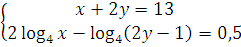 x + 2y = 13
2 log₄ x − log₄(2y − 1) = 0,5